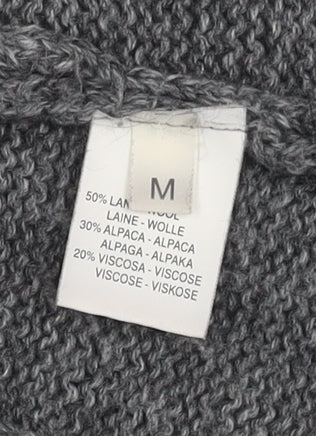 M
50% LAN WOOL
LAINE - WOLLE
30% ALPACA - ALPACA
ALPAGA - ALPAKA
20% VISCOSA - VISCOSE
VISCOSE - VISKOSE